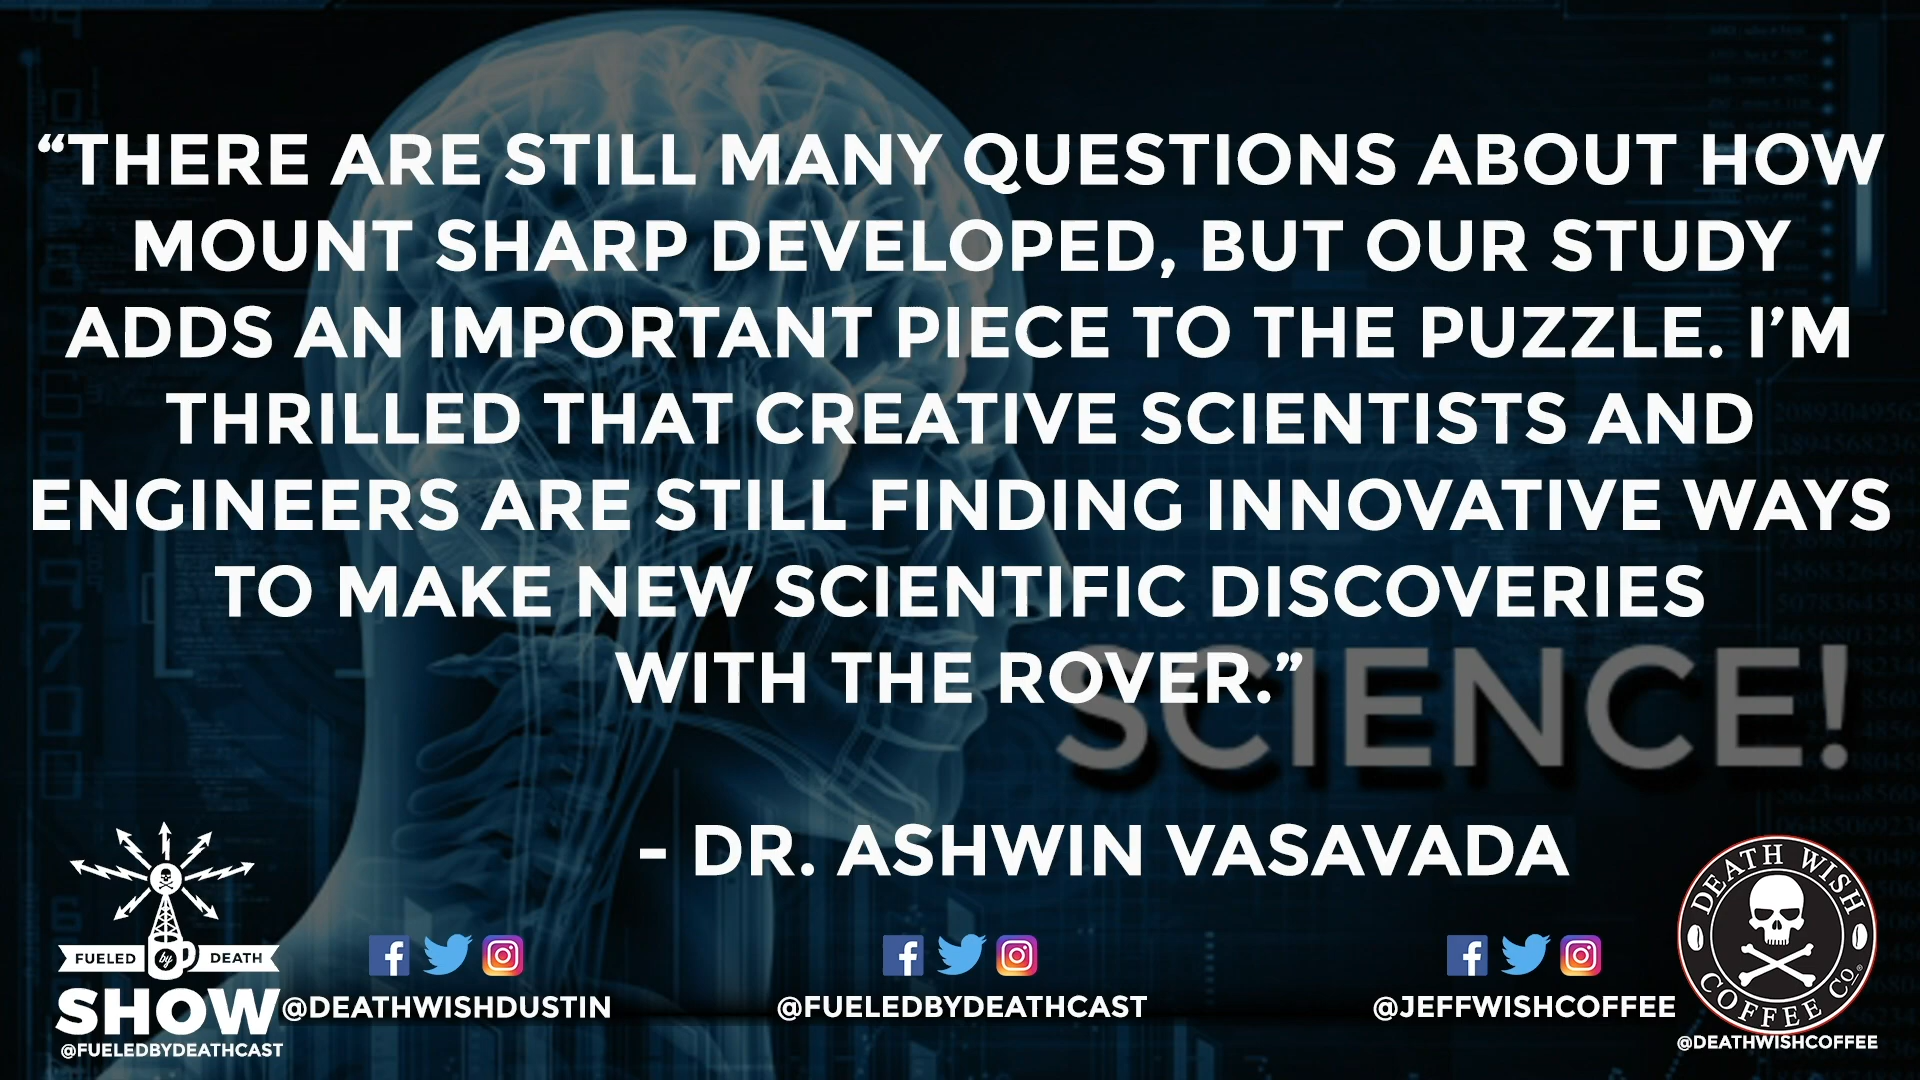 “THERE ARE STILL MANY QUESTIONS ABOUT HOW
MOUNT SHARP DEVELOPED, BUT OUR STUDY
ADDS AN IMPORTANT PIECE TO THE PUZZLE. I’M
THRILLED THAT CREATIVE SCIENTISTS AND
ENGINEERS ARE STILL FINDING INNOVATIVE WAYS
TO MAKE NEW SCIENTIFIC DISCOVERIES
WITH THE ROVER.”
SCIENCE!
- DR. ASHWIN VASAVADA
FUELED by DEATH
SHOW
@FUELEDBYDEATHCAST
@DEATHWISHDUSTIN
@FUELEDBYDEATHCAST
@JEFFWISHCOFFEE
DEATH WISH
COFFEE CO.®
@DEATHWISHCOFFEE